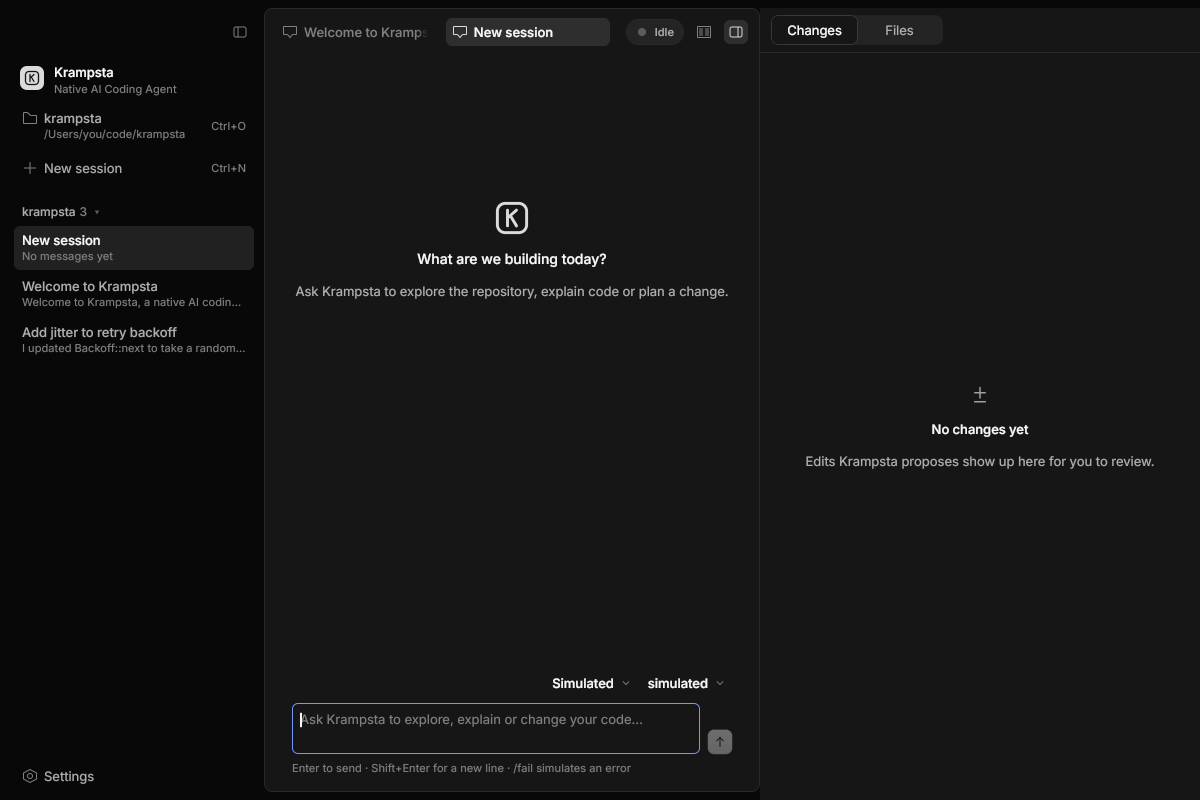 Krampsta
Native AI Coding Agent
krampsta
/Users/you/code/krampsta
Ctrl+O
New session
Ctrl+N
krampsta 3
New session
No messages yet
Welcome to Krampsta
Welcome to Krampsta, a native AI codin...
Add jitter to retry backoff
I updated Backoff::next to take a random...
Settings
Welcome to Kramps
New session
Idle
K
What are we building today?
Ask Krampsta to explore the repository, explain code or plan a change.
Simulated
simulated
Ask Krampsta to explore, explain or change your code...
Enter to send · Shift+Enter for a new line · /fail simulates an error
Changes
Files
No changes yet
Edits Krampsta proposes show up here for you to review.